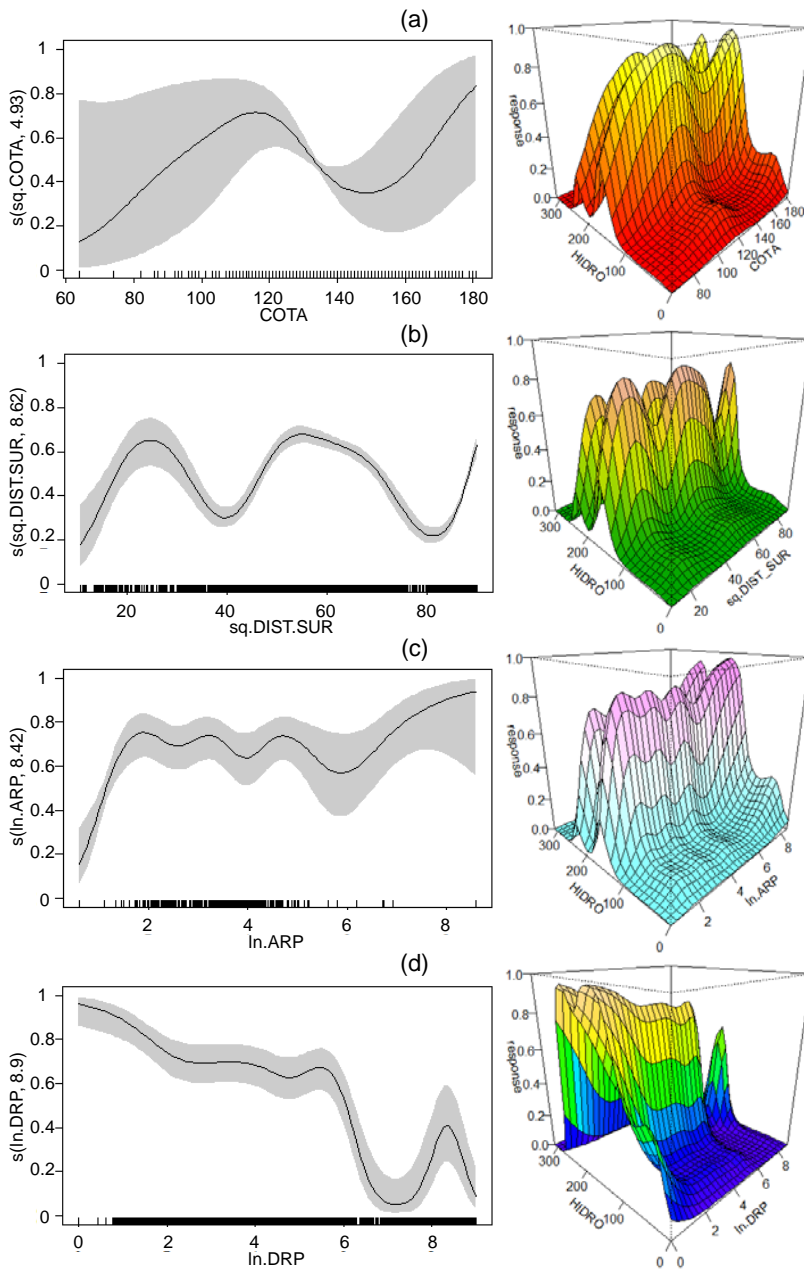 (a)
s(sq.COTA, 4.93)
1
0.8
0.6
0.4
0.2
0
60 80 100 120 140 160 180
COTA
response
1.0
0.8
0.6
0.4
0.2
0.0
300
200
100
0
HIDRO
80
100
120
140
160
180
COTA
(b)
s(sq.DIST.SUR, 8.62)
1
0.8
0.6
0.4
0.2
0
20 40 60 80
sq.DIST.SUR
response
1.0
0.8
0.6
0.4
0.2
0.0
300
200
100
0
HIDRO
20
40
60
80
sq.DIST_SUR
(c)
s(ln.ARP, 8.42)
1
0.8
0.6
0.4
0.2
0
2 4 6 8
ln.ARP
response
1.0
0.8
0.6
0.4
0.2
0.0
300
200
100
0
HIDRO
2
4
6
8
ln.ARP
(d)
s(ln.DRP, 8.9)
1
0.8
0.6
0.4
0.2
0
0 2 4 6 8
ln.DRP
response
1.0
0.8
0.6
0.4
0.2
0.0
300
200
100
0
HIDRO
0
2
4
6
8
ln.DRP